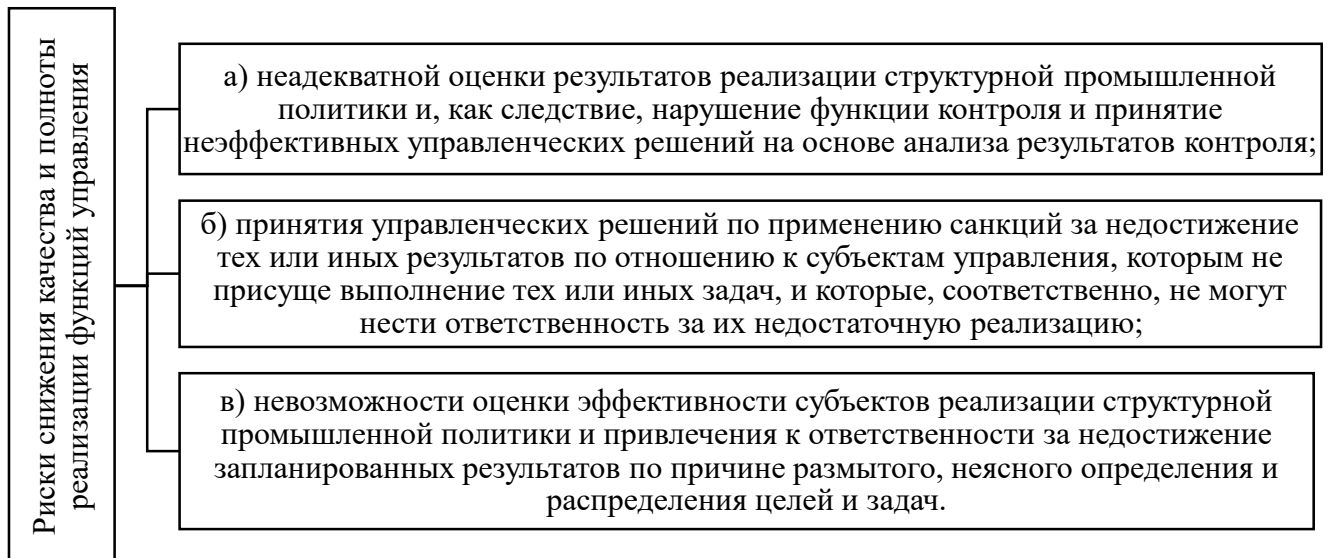 Риски снижения качества и полноты
реализации функций управления
а) неадекватной оценки результатов реализации структурной промышленной
политики и, как следствие, нарушение функции контроля и принятие
неэффективных управленческих решений на основе анализа результатов контроля;
б) принятия управленческих решений по применению санкций за недостижение
тех или иных результатов по отношению к субъектам управления, которым не
присуще выполнение тех или иных задач, и которые, соответственно, не могут
нести ответственность за их недостаточную реализацию;
в) невозможности оценки эффективности субъектов реализации структурной
промышленной политики и привлечения к ответственности за недостижение
запланированных результатов по причине размытого, неясного определения и
распределения целей и задач.